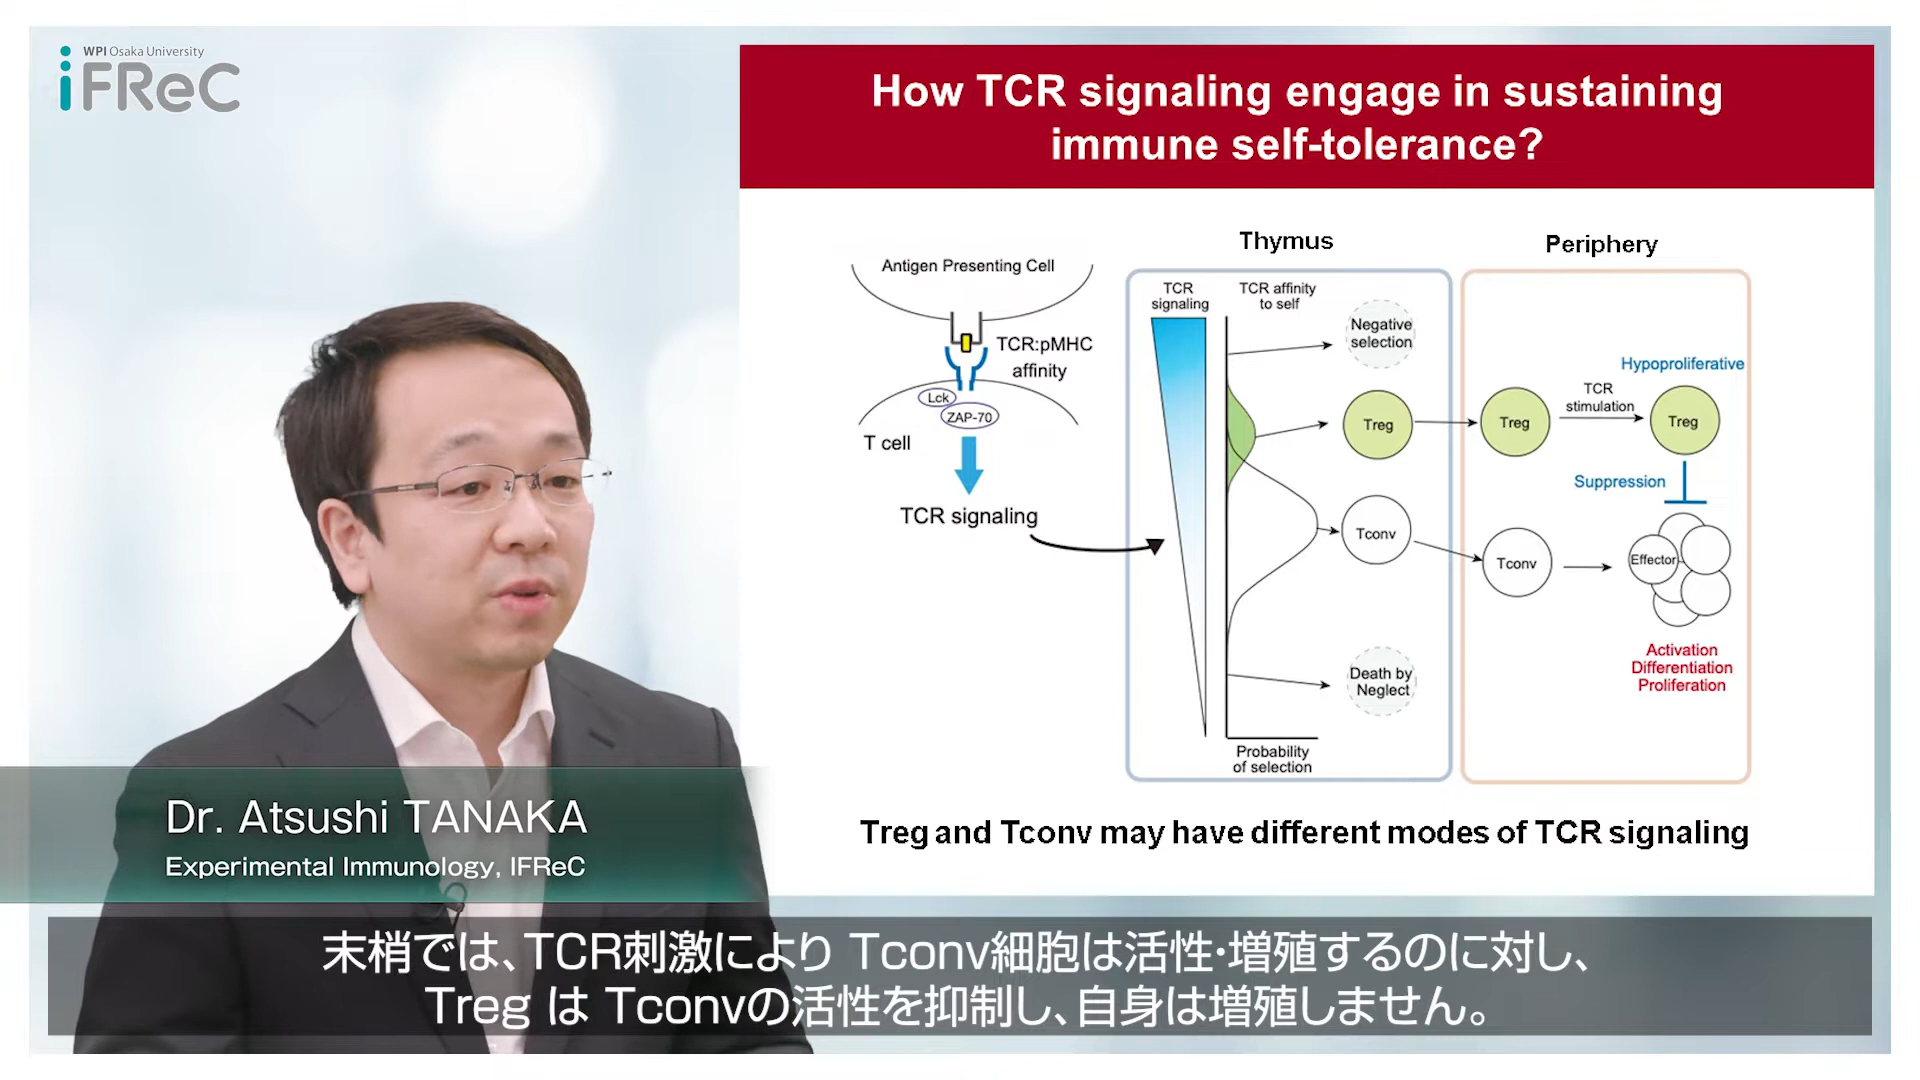 WPI Osaka University
iFReC
How TCR signaling engage in sustaining
immune self-tolerance?
Antigen Presenting Cell
TCR:pMHC
affinity
Lck
ZAP-70
T cell
TCR signaling
Thymus
TCR
signaling
TCR affinity
to self
Negative
selection
Treg
Tconv
Death by
Neglect
Probability
of selection
Periphery
Hypoproliferative
Treg
TCR
stimulation
Treg
Suppression
Tconv
Effector
Activation
Differentiation
Proliferation
Treg and Tconv may have different modes of TCR signaling
Dr. Atsushi TANAKA
Experimental Immunology, IFReC
末梢では、TCR刺激により Tconv細胞は活性・増殖するのに対し、
Treg は Tconvの活性を抑制し、自身は増殖しません。